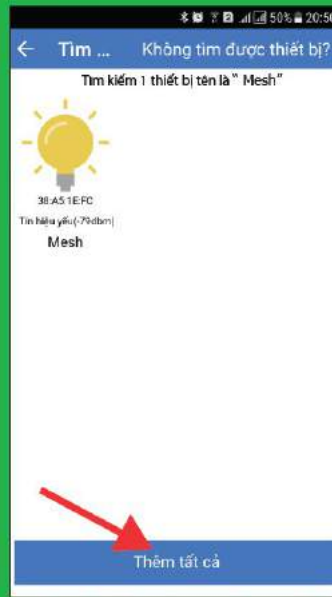 50% 20:50
Tìm ... Không tìm được thiết bị?
Tìm kiếm 1 thiết bị tên là " Mesh"
38:A5:1E:FC
Tín hiệu yếu(-79dbm)
Mesh
Thêm tất cả